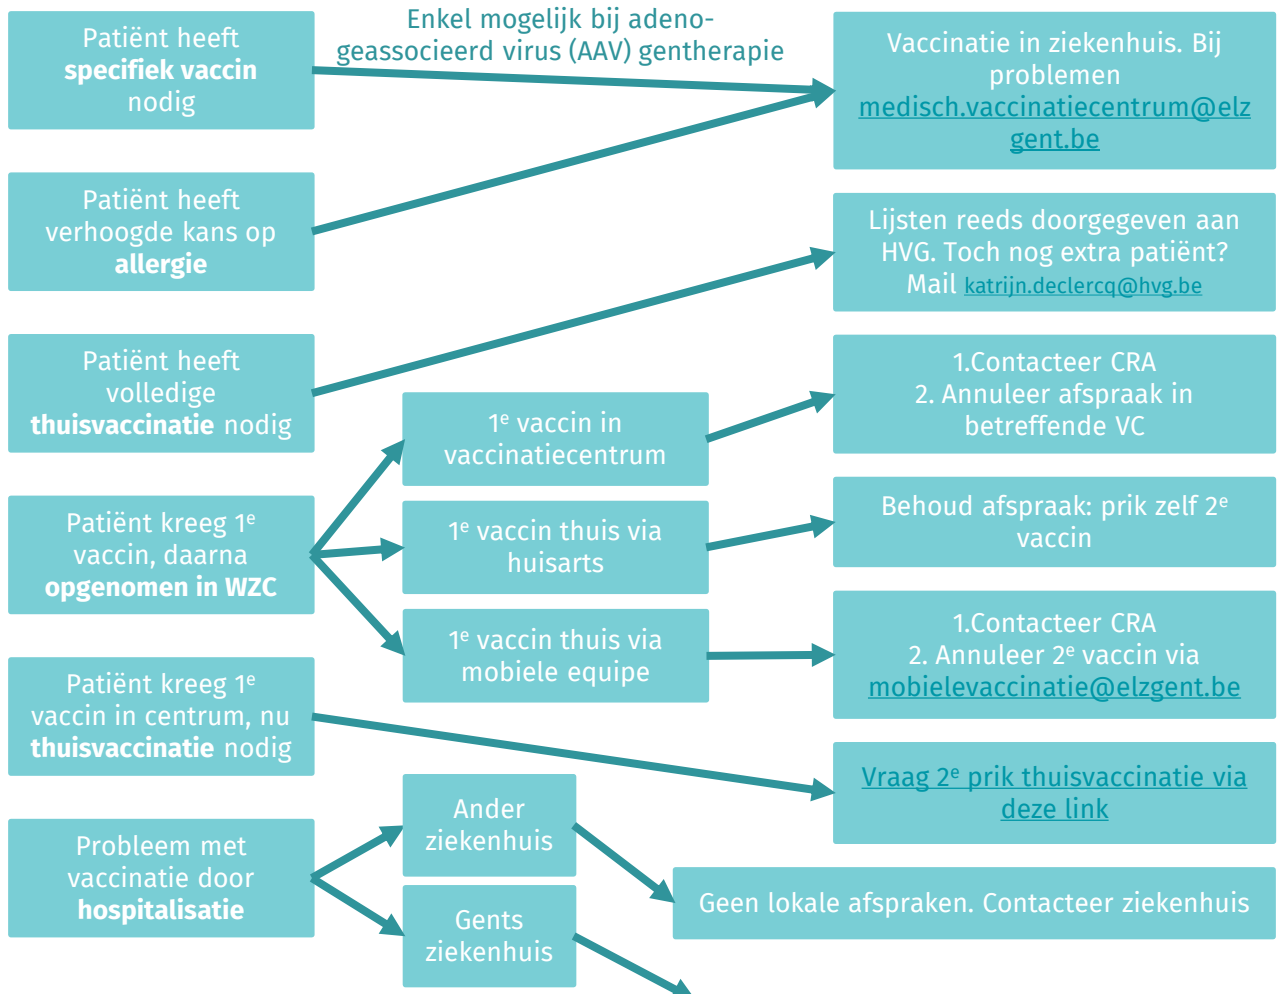 Enkel mogelijk bij adeno-
geassocieerd virus (AAV) gentherapie
Patiënt heeft
specifiek vaccin
nodig
Vaccinatie in ziekenhuis. Bij
problemen
medisch.vaccinatiecentrum@elz
gent.be
Patiënt heeft
verhoogde kans op
allergie
Lijsten reeds doorgegeven aan
HVG. Toch nog extra patiënt?
Mail katrijn.declercq@hvg.be
Patiënt heeft
volledige
thuisvaccinatie nodig
1e vaccin in
vaccinatiecentrum
1.Contacteer CRA
2. Annuleer afspraak in
betreffende VC
Patiënt kreeg 1e
vaccin, daarna
opgenomen in WZC
1e vaccin thuis via
huisarts
Behoud afspraak: prik zelf 2e
vaccin
1e vaccin thuis via
mobiele equipe
1.Contacteer CRA
2. Annuleer 2e vaccin via
mobielevaccinatie@elzgent.be
Patiënt kreeg 1e
vaccin in centrum, nu
thuisvaccinatie nodig
Vraag 2e prik thuisvaccinatie via
deze link
Probleem met
vaccinatie door
hospitalisatie
Ander
ziekenhuis
Geen lokale afspraken. Contacteer ziekenhuis
Gents
ziekenhuis